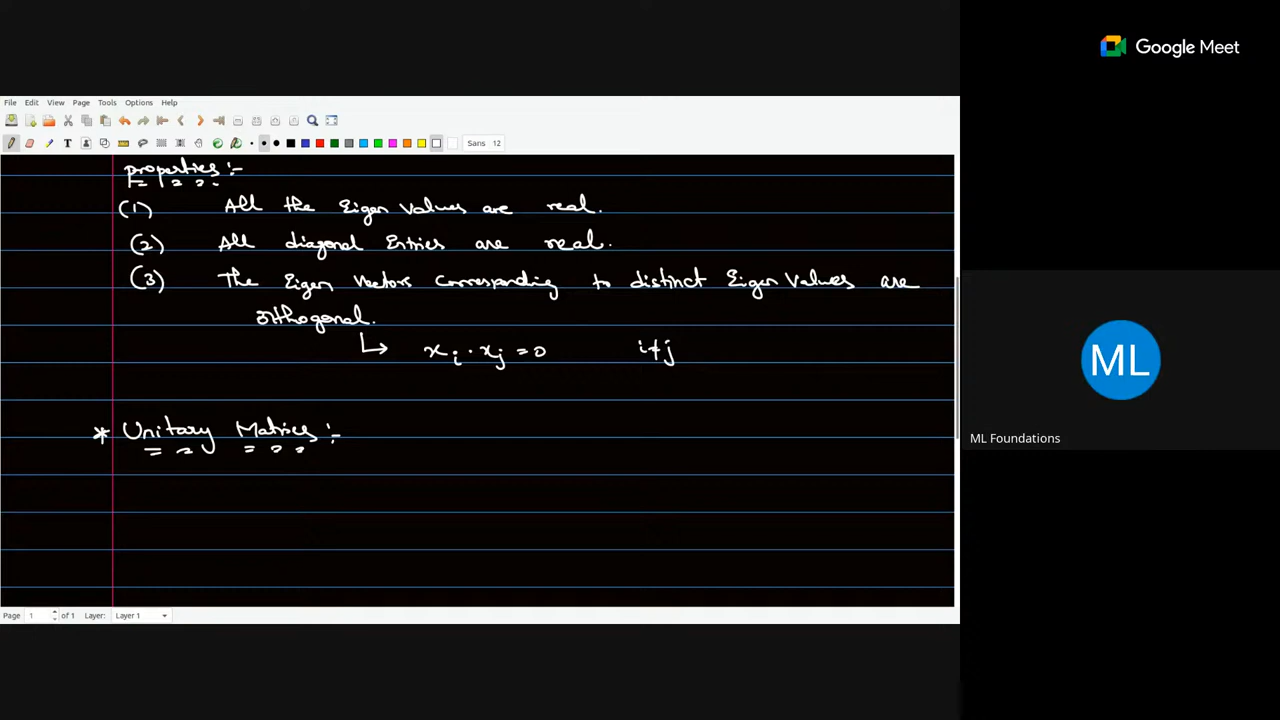 Google Meet
File Edit View Page Tools Options Help
Sans 12
properties :-
(1) All the Eigen Values are real.
(2) All diagonal Entries are real.
(3) The Eigen Vectors corresponding to distinct Eigen Values are
orthogonal.
↳ xᵢ · xⱼ = 0 i≠j
* Unitary Matrices :-
ML
ML Foundations
Page 1 of 1 Layer: Layer 1